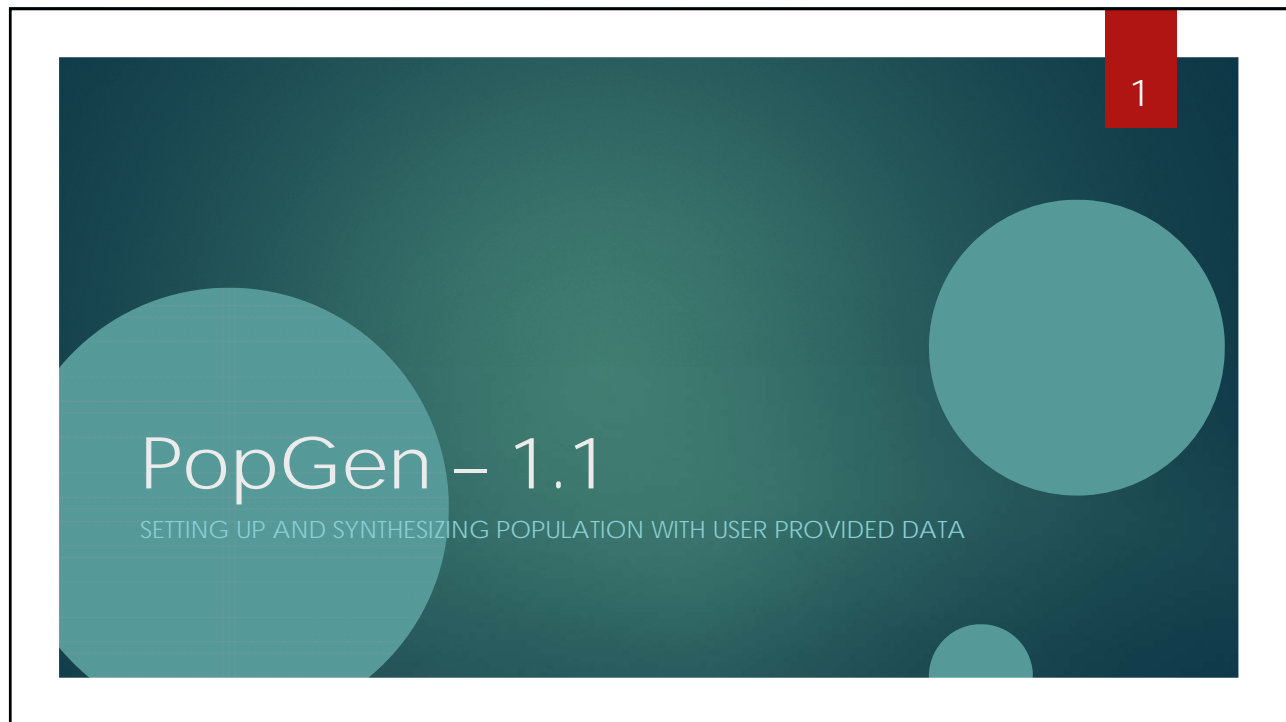 1
PopGen – 1.1
SETTING UP AND SYNTHESIZING POPULATION WITH USER PROVIDED DATA